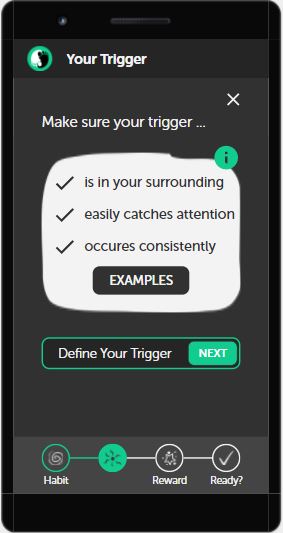 Your Trigger
Make sure your trigger ...
is in your surrounding
easily catches attention
occures consistently
EXAMPLES
Define Your Trigger NEXT
Habit Reward Ready?